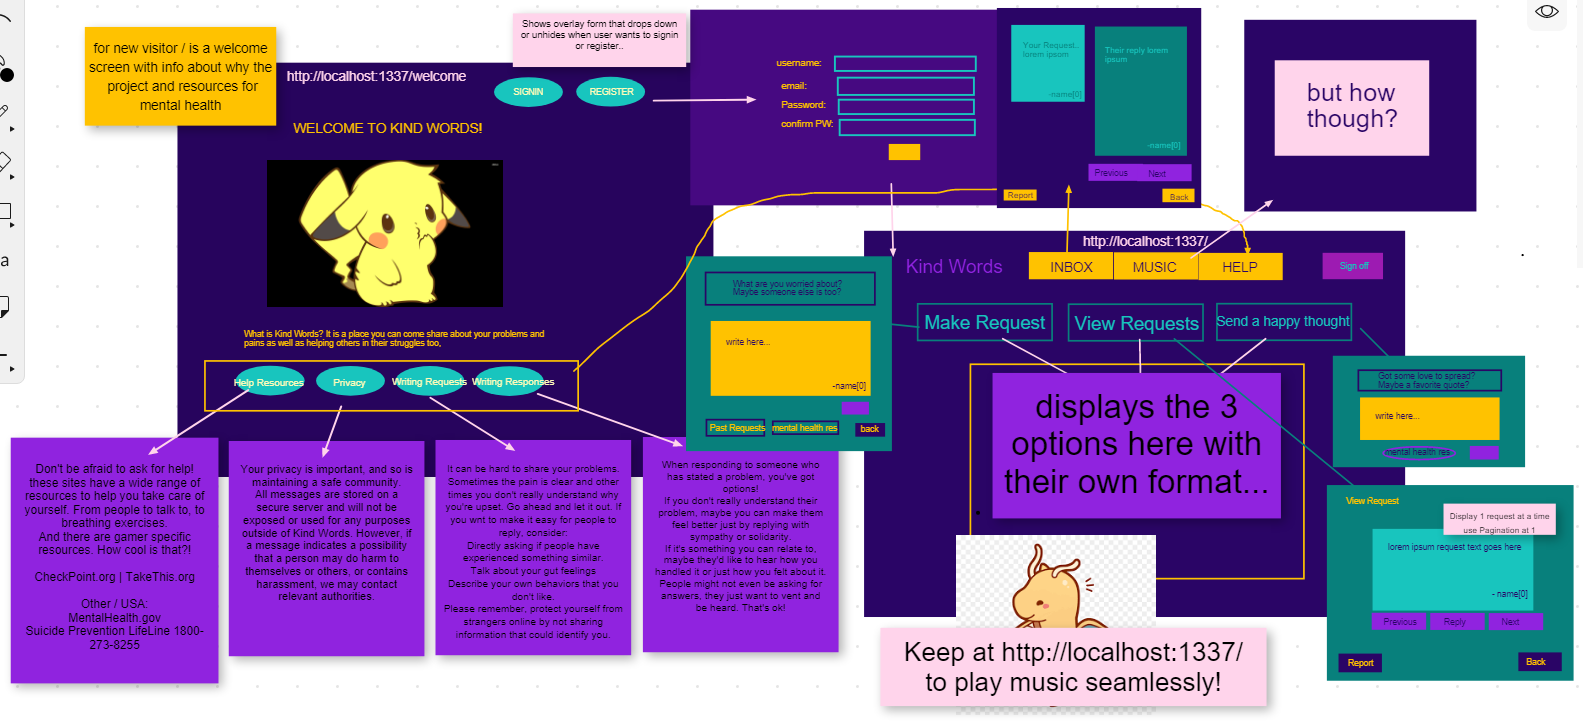 for new visitor / is a welcome
screen with info about why the
project and resources for
mental health
http://localhost:1337/welcome
Shows overlay form that drops down
or unhides when user wants to signin
or register..
SIGNIN
REGISTER
WELCOME TO KIND WORDS!
What is Kind Words? It is a place you can come share about your problems and
pains as well as helping others in their struggles too,
Help Resources
Privacy
Writing Requests
Writing Responses
Don't be afraid to ask for help!
these sites have a wide range of
resources to help you take care of
yourself. From people to talk to, to
breathing exercises.
And there are gamer specific
resources. How cool is that?!
CheckPoint.org | TakeThis.org
Other / USA:
MentalHealth.gov
Suicide Prevention LifeLine 1800-
273-8255
Your privacy is important, and so is
maintaining a safe community.
All messages are stored on a
secure server and will not be
exposed or used for any purposes
outside of Kind Words. However, if
a message indicates a possibility
that a person may do harm to
themselves or others, or contains
harassment, we may contact
relevant authorities.
It can be hard to share your problems.
Sometimes the pain is clear and other
times you don't really understand why
you're upset. Go ahead and let it out. If
you wnt to make it easy for people to
reply, consider:
Directly asking if people have
experienced something similar.
Talk about your gut feelings
Describe your own behaviors that you
don't like.
Please remember, protect yourself from
strangers online by not sharing
information that could identify you.
When responding to someone who
has stated a problem, you've got
options!
If you don't really understand their
problem, maybe you can make them
feel better just by replying with
sympathy or solidarity.
If it's something you can relate to,
maybe they'd like to hear how you
handled it or just how you felt about it.
People might not even be asking for
answers, they just want to vent and
be heard. That's ok!
username:
email:
Password:
confirm PW:
Your Request..
lorem ipsom
-name[0]
Their reply lorem
ipsum
-name[0]
Previous
Next
Report
Back
but how
though?
http://localhost:1337/
Kind Words
INBOX
MUSIC
HELP
Sign off
Make Request
View Requests
Send a happy thought
What are you worried about?
Maybe someone else is too?
write here...
-name[0]
Past Requests
mental health res
back
displays the 3
options here with
their own format...
Got some love to spread?
Maybe a favorite quote?
write here...
mental health res
View Request
Display 1 request at a time
use Pagination at 1
lorem ipsum request text goes here
- name[0]
Previous
Reply
Next
Report
Back
Keep at http://localhost:1337/
to play music seamlessly!